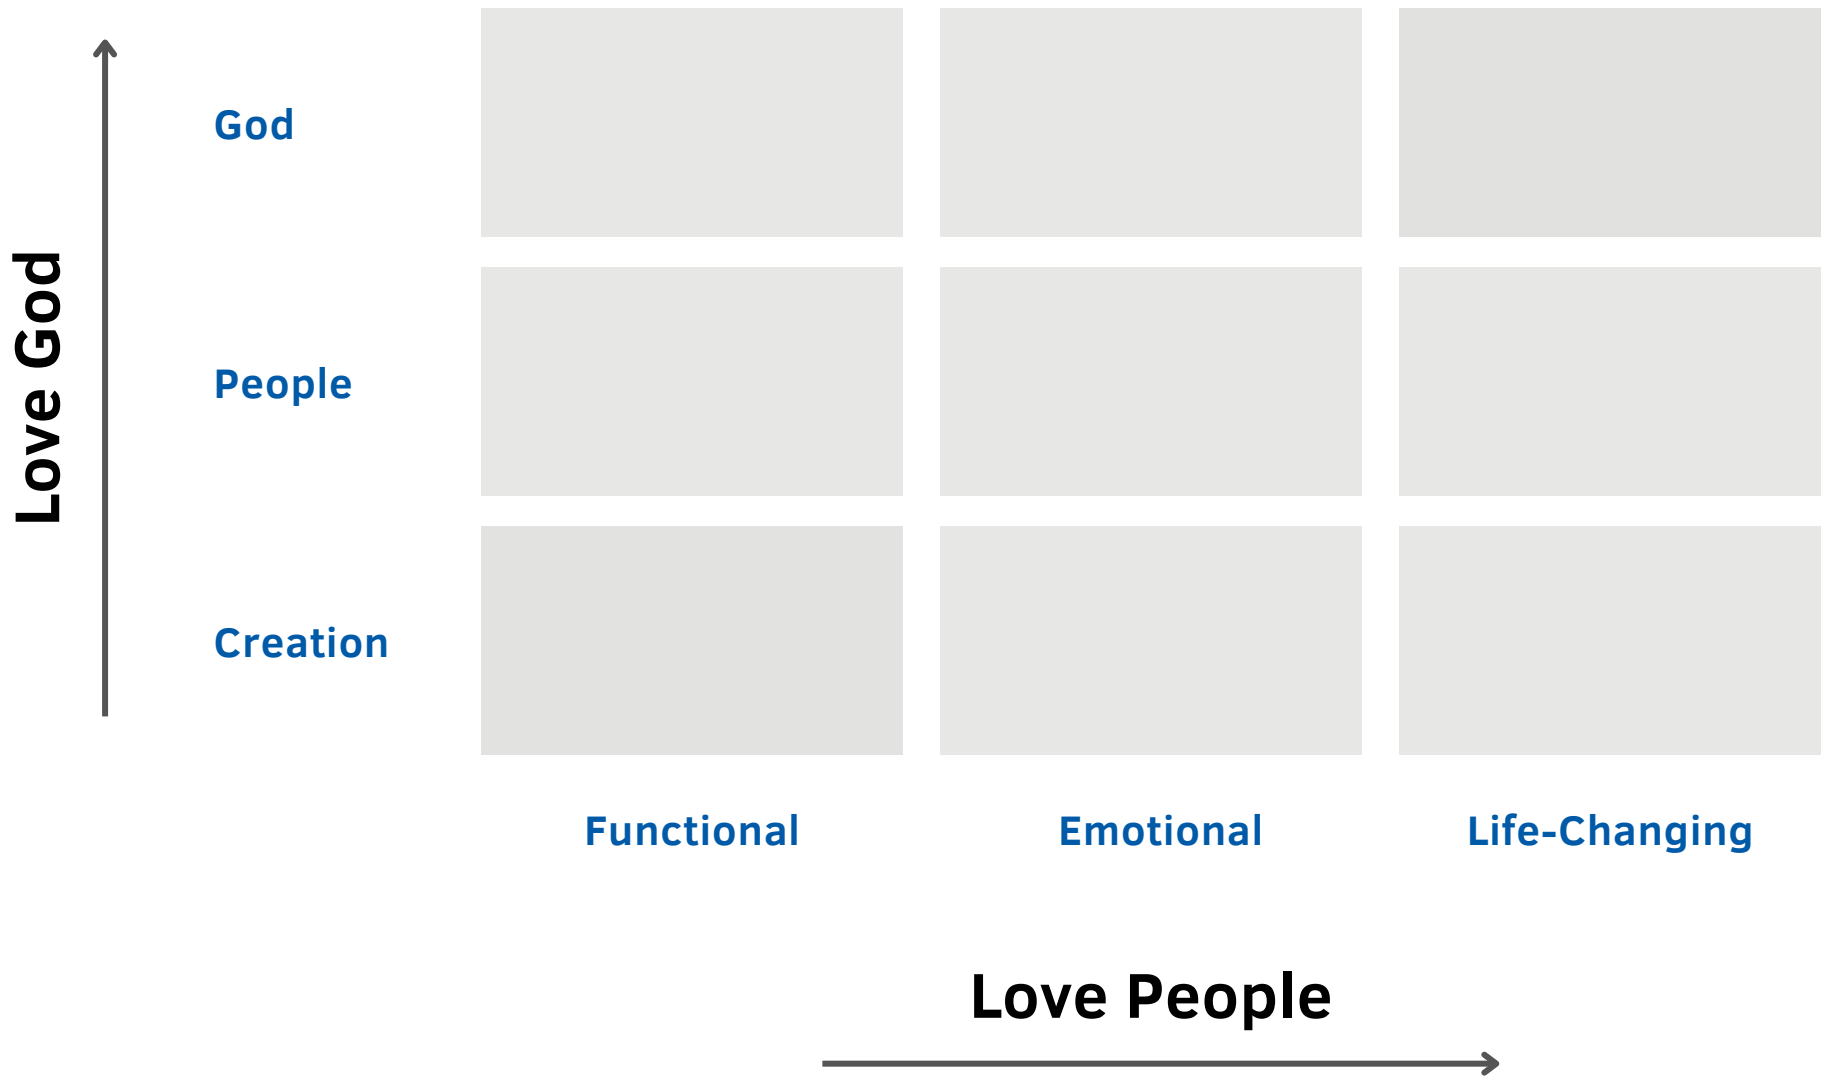 God
Love God
People
Creation
Functional
Emotional
Life-Changing
Love People